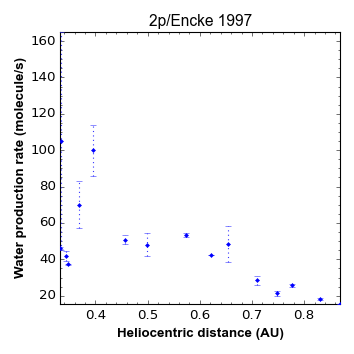 2p/Encke 1997
Water production rate (molecule/s)
160
140
120
100
80
60
40
20
0.4 0.5 0.6 0.7 0.8
Heliocentric distance (AU)